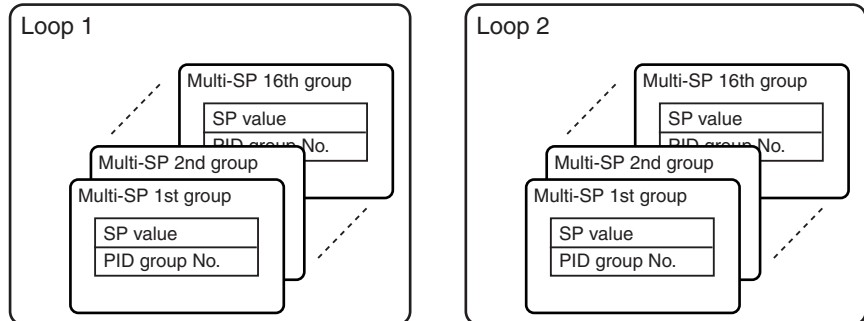 Loop 1
Multi-SP 16th group
SP value
PID group No.
Multi-SP 2nd group
Multi-SP 1st group
SP value
PID group No.
Loop 2
Multi-SP 16th group
SP value
PID group No.
Multi-SP 2nd group
Multi-SP 1st group
SP value
PID group No.